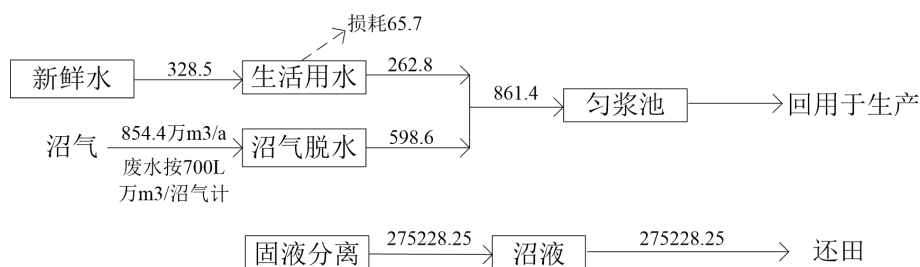 损耗65.7
新鲜水 328.5 生活用水 262.8
861.4 匀浆池 回用于生产
沼气 854.4万m3/a 沼气脱水 598.6
废水按700L
万m3/沼气计
固液分离 275228.25 沼液 275228.25 还田